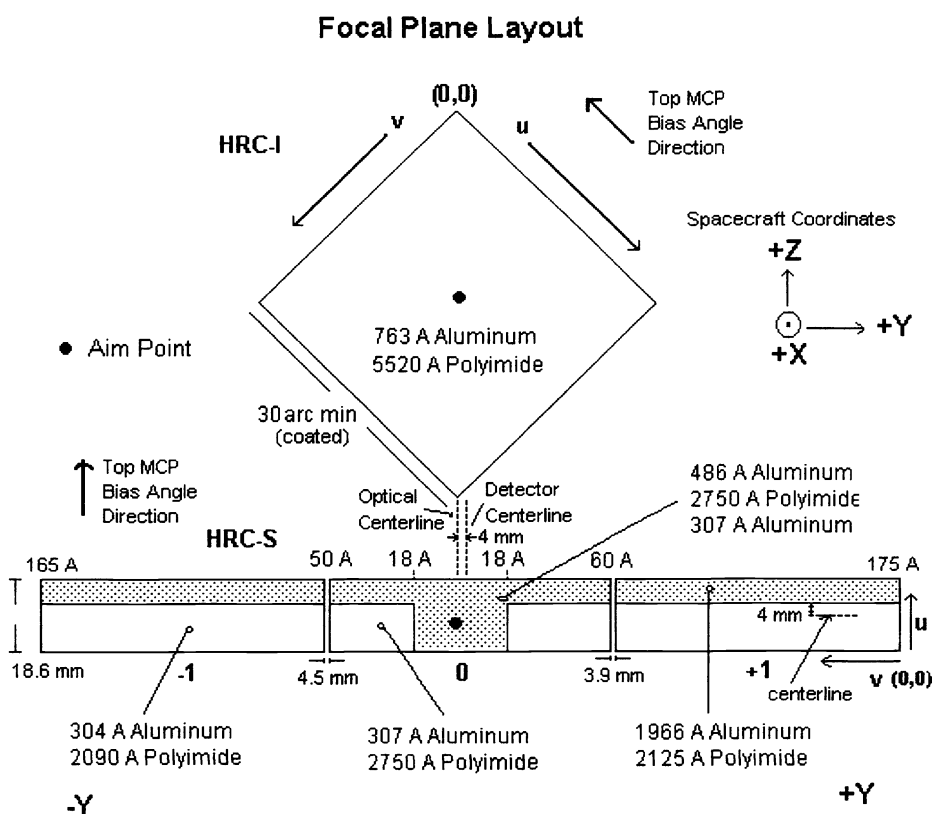 Focal Plane Layout
(0,0)
Top MCP
Bias Angle
Direction
v
u
HRC-I
Spacecraft Coordinates
+Z
+Y
+X
763 A Aluminum
5520 A Polyimide
Aim Point
30 arc min
(coated)
Top MCP
Bias Angle
Direction
Optical
Centerline
Detector
Centerline
4 mm
486 A Aluminum
2750 A Polyimide
307 A Aluminum
HRC-S
165 A
50 A
18 A
18 A
60 A
175 A
4 mm
u
18.6 mm
-1
4.5 mm
0
3.9 mm
+1
centerline
v (0,0)
304 A Aluminum
2090 A Polyimide
307 A Aluminum
2750 A Polyimide
1966 A Aluminum
2125 A Polyimide
-Y
+Y